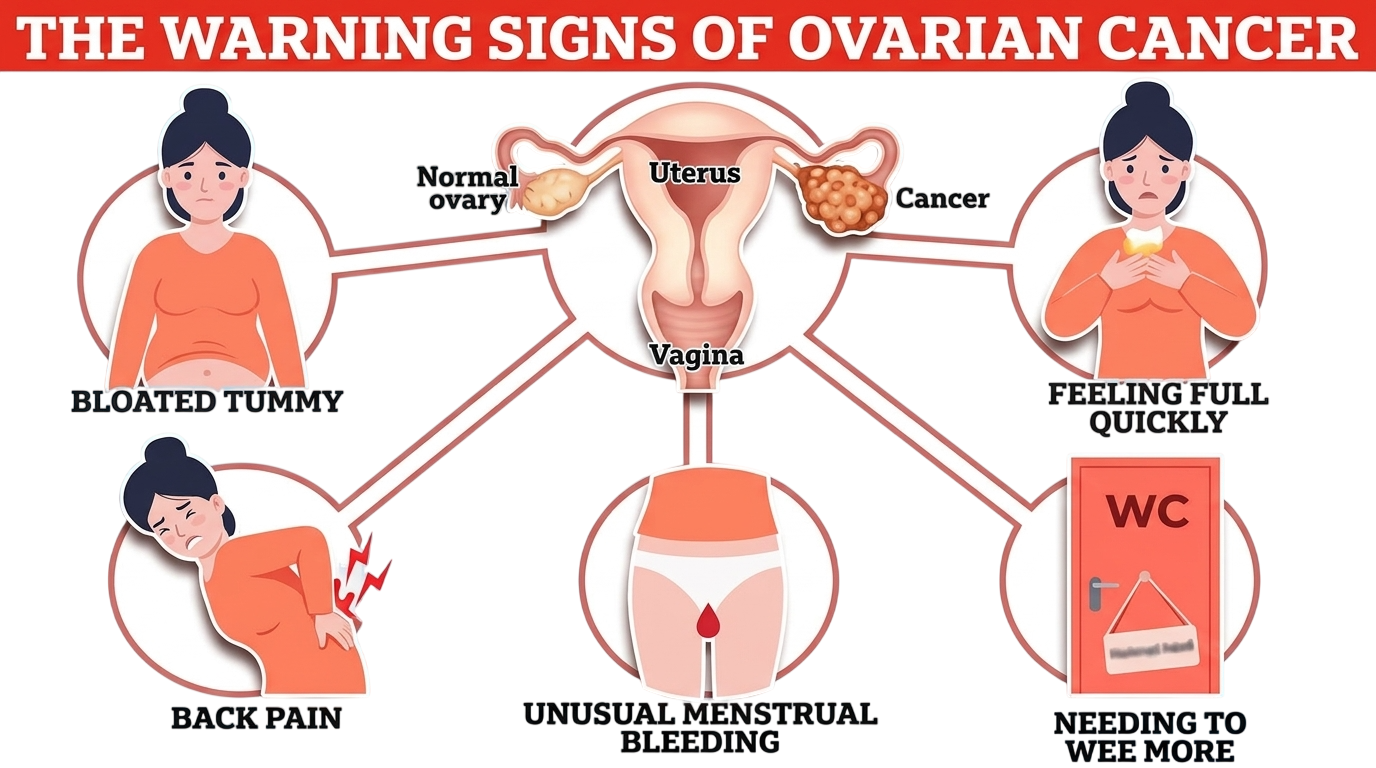 THE WARNING SIGNS OF OVARIAN CANCER
Normal
ovary
Uterus
Cancer
Vagina
BLOATED TUMMY
FEELING FULL
QUICKLY
WC
BACK PAIN
UNUSUAL MENSTRUAL
BLEEDING
NEEDING TO
WEE MORE